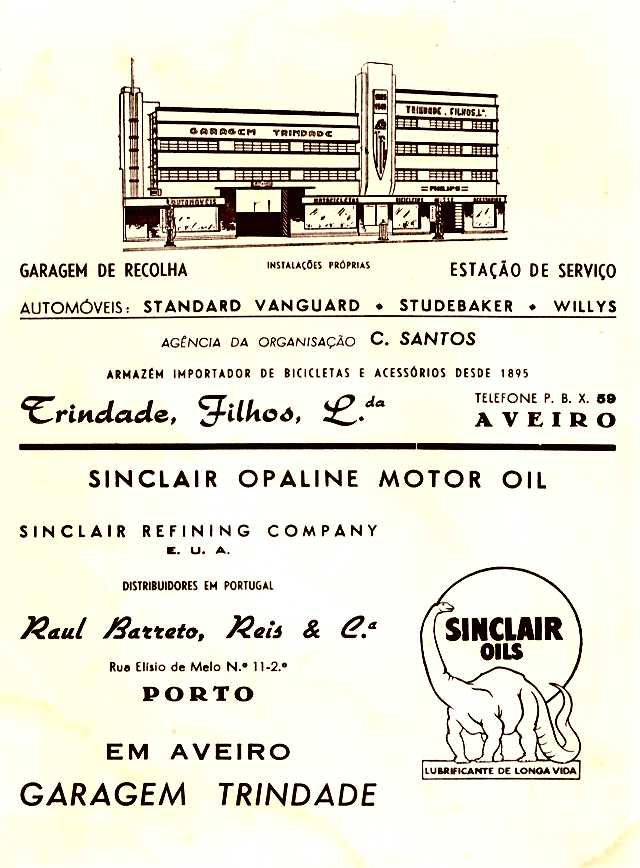 GARAGEM TRINDADE
TRINDADE, FILHOS, Lᴅᴬ
PHILIPS
AUTOMÓVEIS
MOTOCICLETAS
BICICLETAS
ACESSÓRIOS
GARAGEM DE RECOLHA
INSTALAÇÕES PRÓPRIAS
ESTAÇÃO DE SERVIÇO
AUTOMÓVEIS: STANDARD VANGUARD • STUDEBAKER • WILLYS
AGÊNCIA DA ORGANISAÇÃO C. SANTOS
ARMAZÉM IMPORTADOR DE BICICLETAS E ACESSÓRIOS DESDE 1895
Trindade, Filhos, L.da
TELEFONE P. B. X. 59
AVEIRO
SINCLAIR OPALINE MOTOR OIL
SINCLAIR REFINING COMPANY
E. U. A.
DISTRIBUIDORES EM PORTUGAL
Raul Barreto, Reis & C.ª
Rua Elísio de Melo N.º 11-2.º
PORTO
SINCLAIR
OILS
LUBRIFICANTE DE LONGA VIDA
EM AVEIRO
GARAGEM TRINDADE